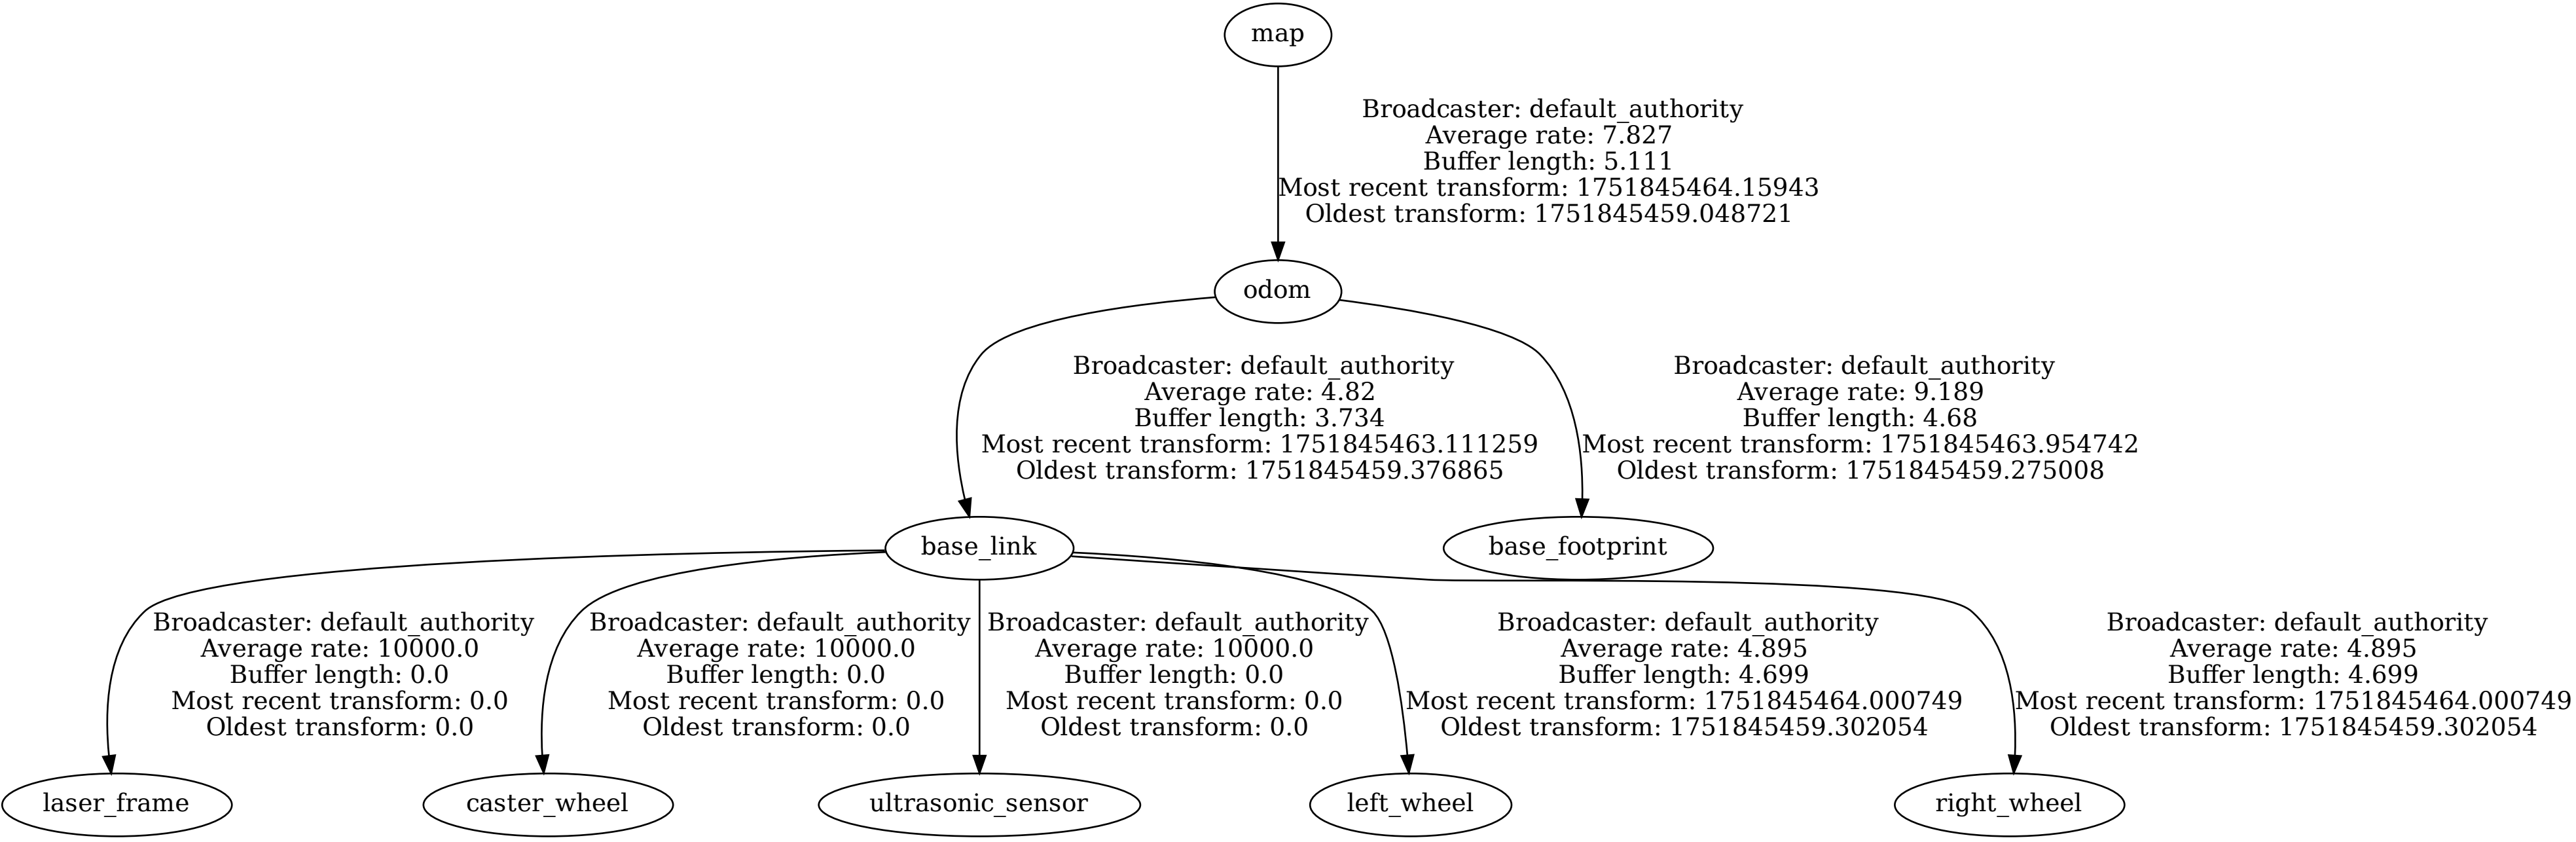 map
Broadcaster: default_authority
Average rate: 7.827
Buffer length: 5.111
Most recent transform: 1751845464.15943
Oldest transform: 1751845459.048721
odom
Broadcaster: default_authority
Average rate: 4.82
Buffer length: 3.734
Most recent transform: 1751845463.111259
Oldest transform: 1751845459.376865
Broadcaster: default_authority
Average rate: 9.189
Buffer length: 4.68
Most recent transform: 1751845463.954742
Oldest transform: 1751845459.275008
base_link
base_footprint
Broadcaster: default_authority
Average rate: 10000.0
Buffer length: 0.0
Most recent transform: 0.0
Oldest transform: 0.0
Broadcaster: default_authority
Average rate: 10000.0
Buffer length: 0.0
Most recent transform: 0.0
Oldest transform: 0.0
Broadcaster: default_authority
Average rate: 10000.0
Buffer length: 0.0
Most recent transform: 0.0
Oldest transform: 0.0
Broadcaster: default_authority
Average rate: 4.895
Buffer length: 4.699
Most recent transform: 1751845464.000749
Oldest transform: 1751845459.302054
Broadcaster: default_authority
Average rate: 4.895
Buffer length: 4.699
Most recent transform: 1751845464.000749
Oldest transform: 1751845459.302054
laser_frame
caster_wheel
ultrasonic_sensor
left_wheel
right_wheel